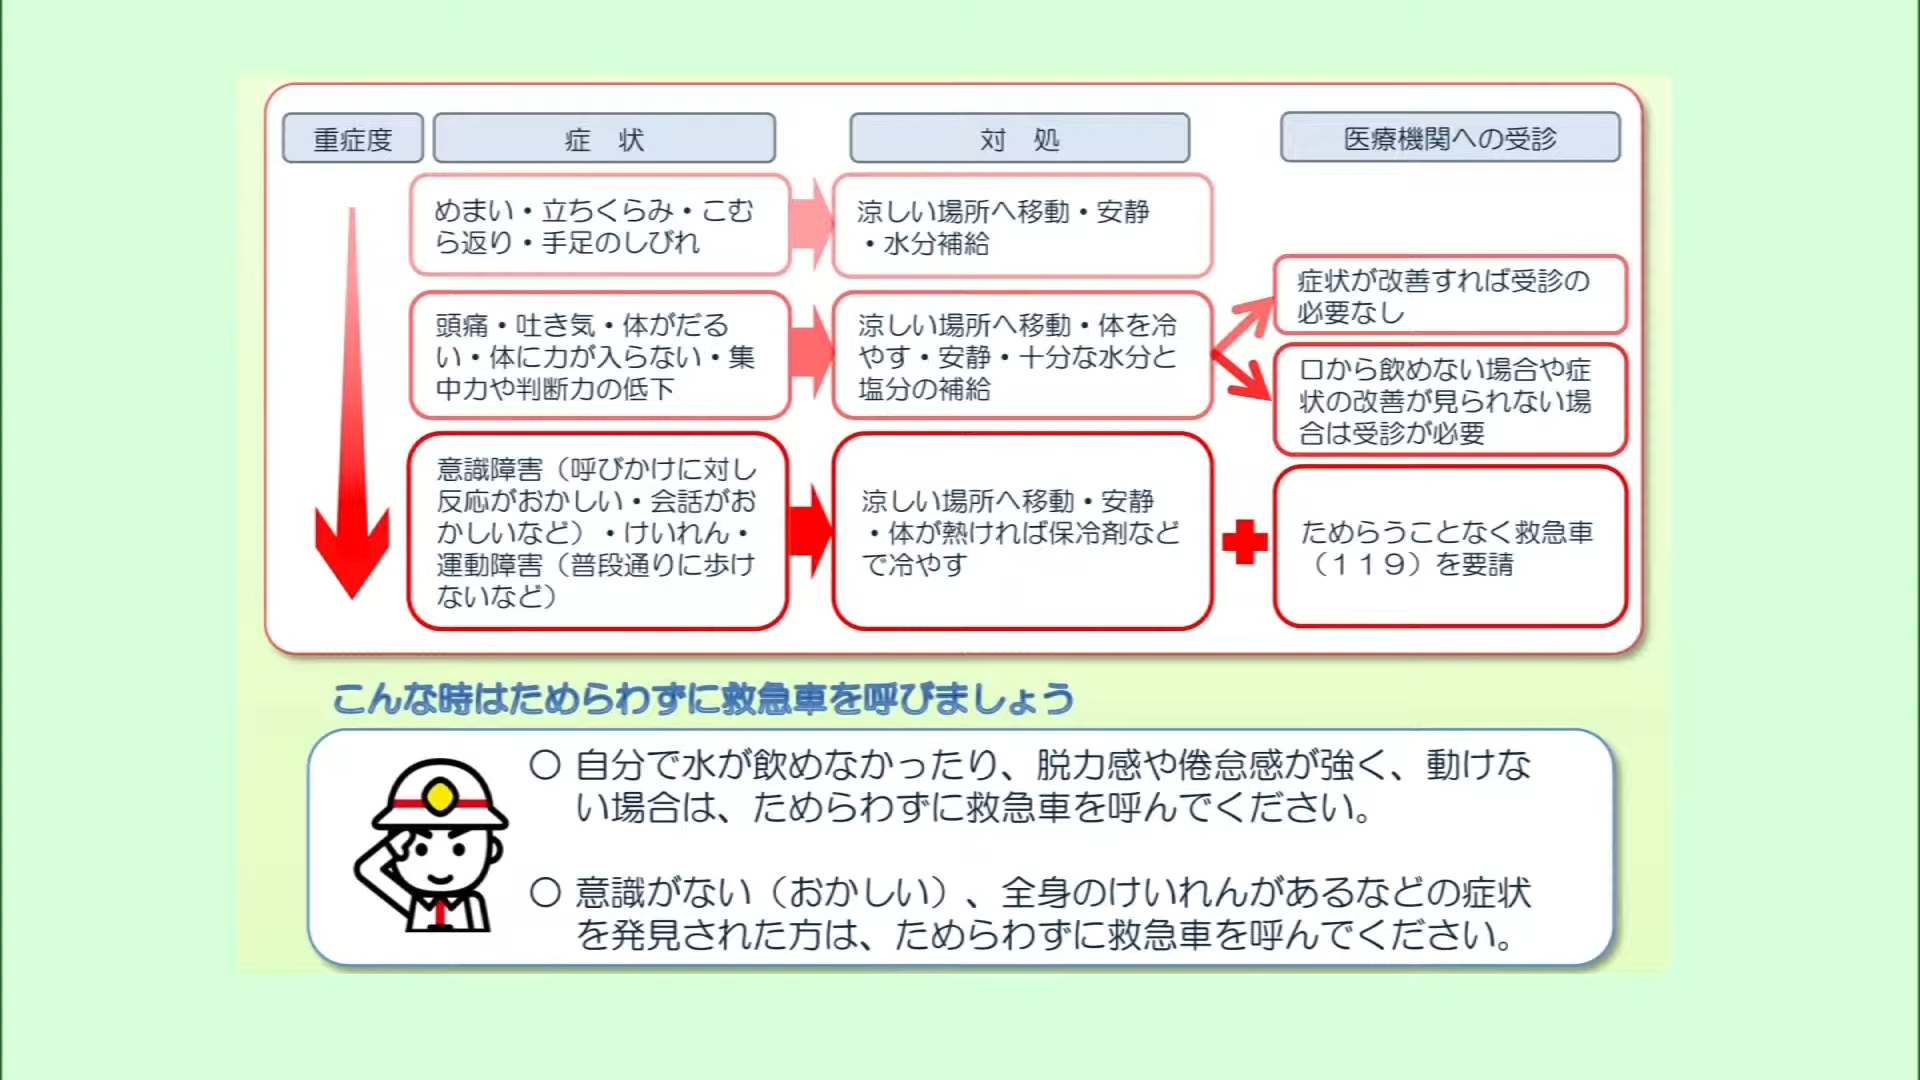 重症度
症　状
対　処
医療機関への受診
めまい・立ちくらみ・こむ
ら返り・手足のしびれ
涼しい場所へ移動・安静
・水分補給
頭痛・吐き気・体がだる
い・体に力が入らない・集
中力や判断力の低下
涼しい場所へ移動・体を冷
やす・安静・十分な水分と
塩分の補給
症状が改善すれば受診の
必要なし
口から飲めない場合や症
状の改善が見られない場
合は受診が必要
意識障害（呼びかけに対し
反応がおかしい・会話がお
かしいなど）・けいれん・
運動障害（普段通りに歩け
ないなど）
涼しい場所へ移動・安静
・体が熱ければ保冷剤など
で冷やす
ためらうことなく救急車
（１１９）を要請
こんな時はためらわずに救急車を呼びましょう
○ 自分で水が飲めなかったり、脱力感や倦怠感が強く、動けな
い場合は、ためらわずに救急車を呼んでください。
○ 意識がない（おかしい）、全身のけいれんがあるなどの症状
を発見された方は、ためらわずに救急車を呼んでください。